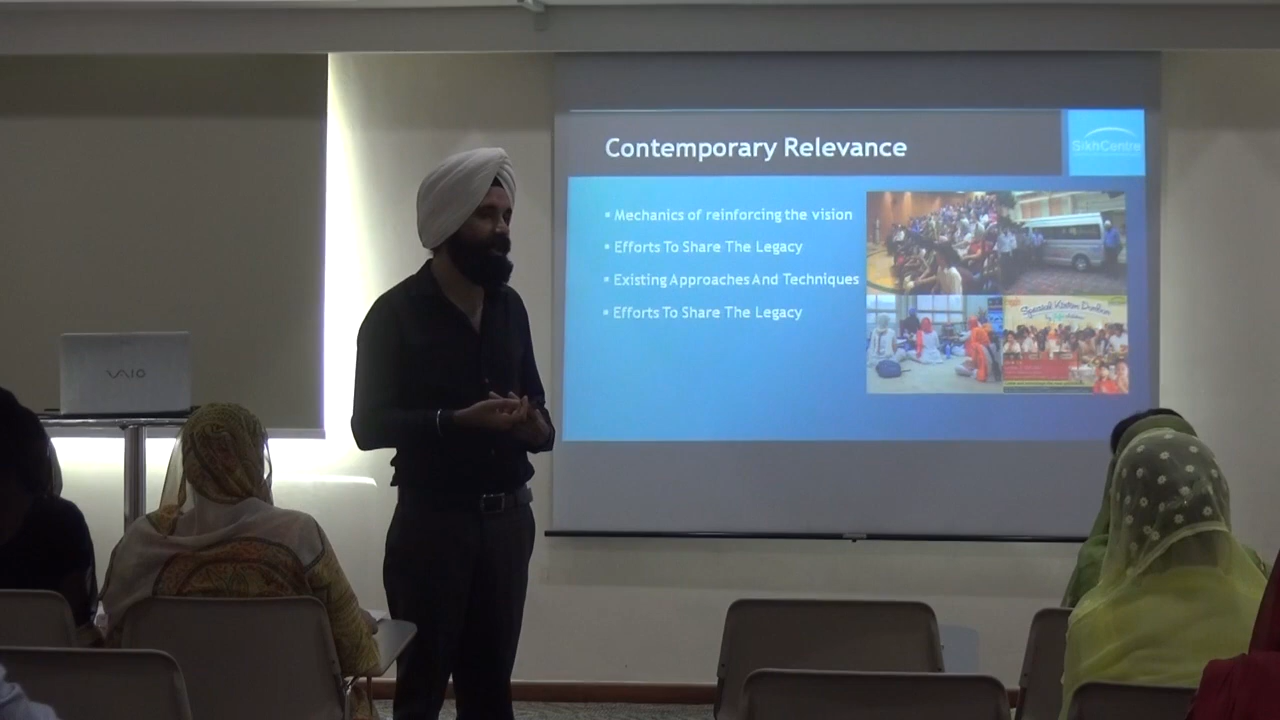 Contemporary Relevance
SikhCentre
▪ Mechanics of reinforcing the vision
▪ Efforts To Share The Legacy
▪ Existing Approaches And Techniques
▪ Efforts To Share The Legacy
VAIO